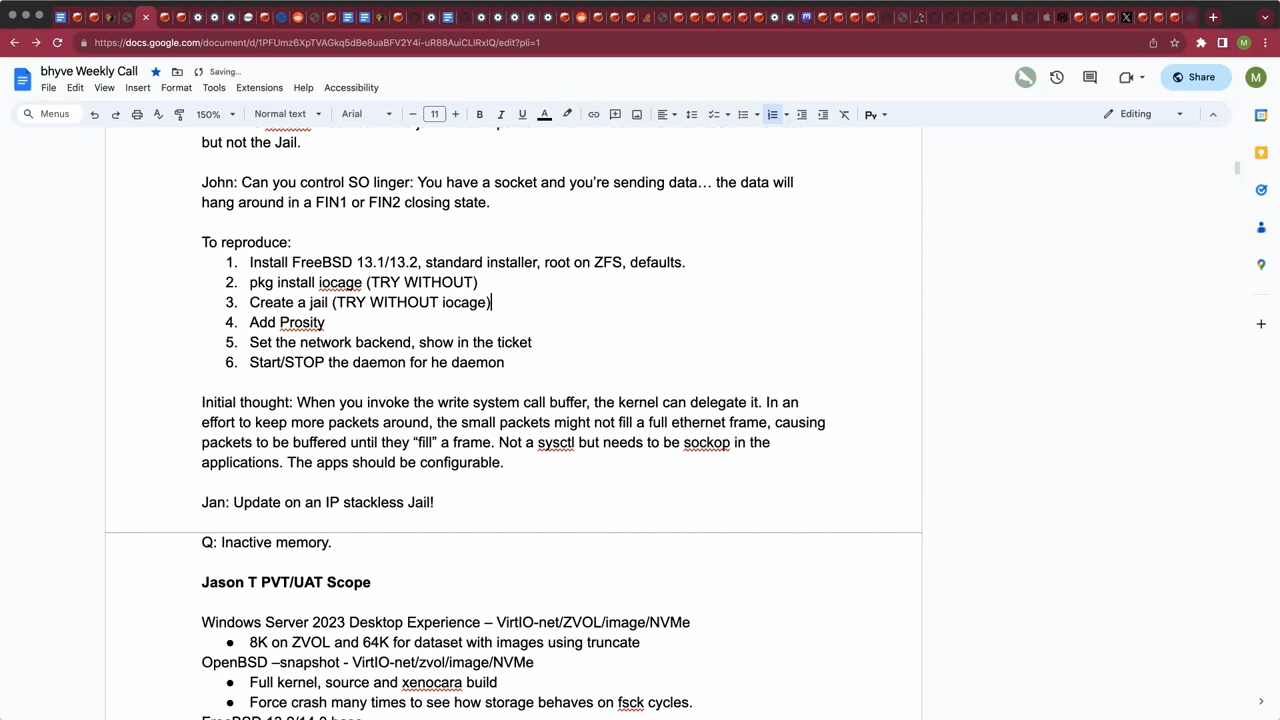 https://docs.google.com/document/d/1PFUmz6XpTVAGkq5dBe8uaBFV2Y4i-uR88AuiCLIRxIQ/edit?pli=1
M
bhyve Weekly Call
Saving…
File Edit View Insert Format Tools Extensions Help Accessibility
Share
M
Menus
150%
Normal text
Arial
11
B I U A
Editing
but not the Jail.
John: Can you control SO linger: You have a socket and you’re sending data… the data will
hang around in a FIN1 or FIN2 closing state.
To reproduce:
1. Install FreeBSD 13.1/13.2, standard installer, root on ZFS, defaults.
2. pkg install iocage (TRY WITHOUT)
3. Create a jail (TRY WITHOUT iocage)
4. Add Prosity
5. Set the network backend, show in the ticket
6. Start/STOP the daemon for he daemon
Initial thought: When you invoke the write system call buffer, the kernel can delegate it. In an
effort to keep more packets around, the small packets might not fill a full ethernet frame, causing
packets to be buffered until they “fill” a frame. Not a sysctl but needs to be sockop in the
applications. The apps should be configurable.
Jan: Update on an IP stackless Jail!
Q: Inactive memory.
Jason T PVT/UAT Scope
Windows Server 2023 Desktop Experience – VirtIO-net/ZVOL/image/NVMe
● 8K on ZVOL and 64K for dataset with images using truncate
OpenBSD –snapshot - VirtIO-net/zvol/image/NVMe
● Full kernel, source and xenocara build
● Force crash many times to see how storage behaves on fsck cycles.